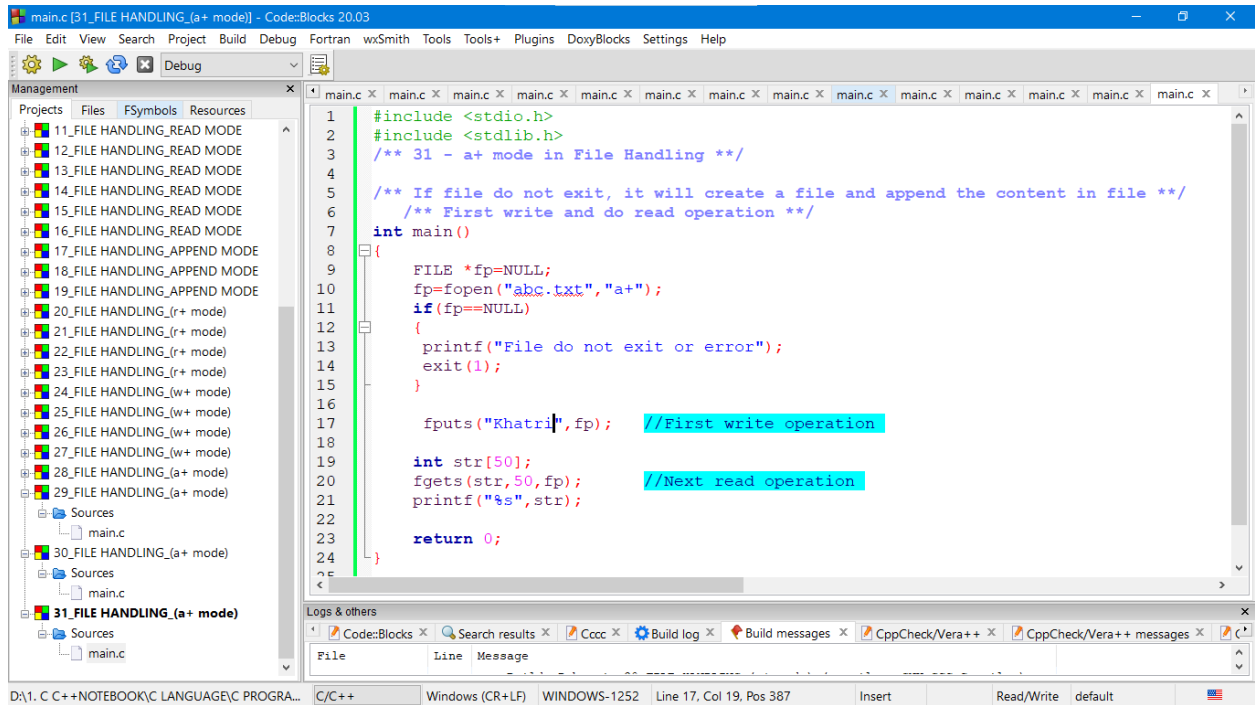 main.c [31_FILE HANDLING_(a+ mode)] - Code::Blocks 20.03
File Edit View Search Project Build Debug Fortran wxSmith Tools Tools+ Plugins DoxyBlocks Settings Help
Debug
Management
main.c main.c main.c main.c main.c main.c main.c main.c main.c main.c main.c main.c main.c main.c
Projects Files FSymbols Resources
11_FILE HANDLING_READ MODE
12_FILE HANDLING_READ MODE
13_FILE HANDLING_READ MODE
14_FILE HANDLING_READ MODE
15_FILE HANDLING_READ MODE
16_FILE HANDLING_READ MODE
17_FILE HANDLING_APPEND MODE
18_FILE HANDLING_APPEND MODE
19_FILE HANDLING_APPEND MODE
20_FILE HANDLING_(r+ mode)
21_FILE HANDLING_(r+ mode)
22_FILE HANDLING_(r+ mode)
23_FILE HANDLING_(r+ mode)
24_FILE HANDLING_(w+ mode)
25_FILE HANDLING_(w+ mode)
26_FILE HANDLING_(w+ mode)
27_FILE HANDLING_(w+ mode)
28_FILE HANDLING_(a+ mode)
29_FILE HANDLING_(a+ mode)
Sources
main.c
30_FILE HANDLING_(a+ mode)
Sources
main.c
31_FILE HANDLING_(a+ mode)
Sources
main.c
1 #include <stdio.h>
2 #include <stdlib.h>
3 /** 31 - a+ mode in File Handling **/
4
5 /** If file do not exit, it will create a file and append the content in file **/
6 /** First write and do read operation **/
7 int main()
8 {
9 FILE *fp=NULL;
10 fp=fopen("abc.txt","a+");
11 if(fp==NULL)
12 {
13 printf("File do not exit or error");
14 exit(1);
15 }
16
17 fputs("Khatri",fp); //First write operation
18
19 int str[50];
20 fgets(str,50,fp); //Next read operation
21 printf("%s",str);
22
23 return 0;
24 }
25
Logs & others
Code::Blocks Search results Cccc Build log Build messages CppCheck/Vera++ CppCheck/Vera++ messages
File Line Message
D:\1. C C++NOTEBOOK\C LANGUAGE\C PROGRA... C/C++ Windows (CR+LF) WINDOWS-1252 Line 17, Col 19, Pos 387 Insert Read/Write default